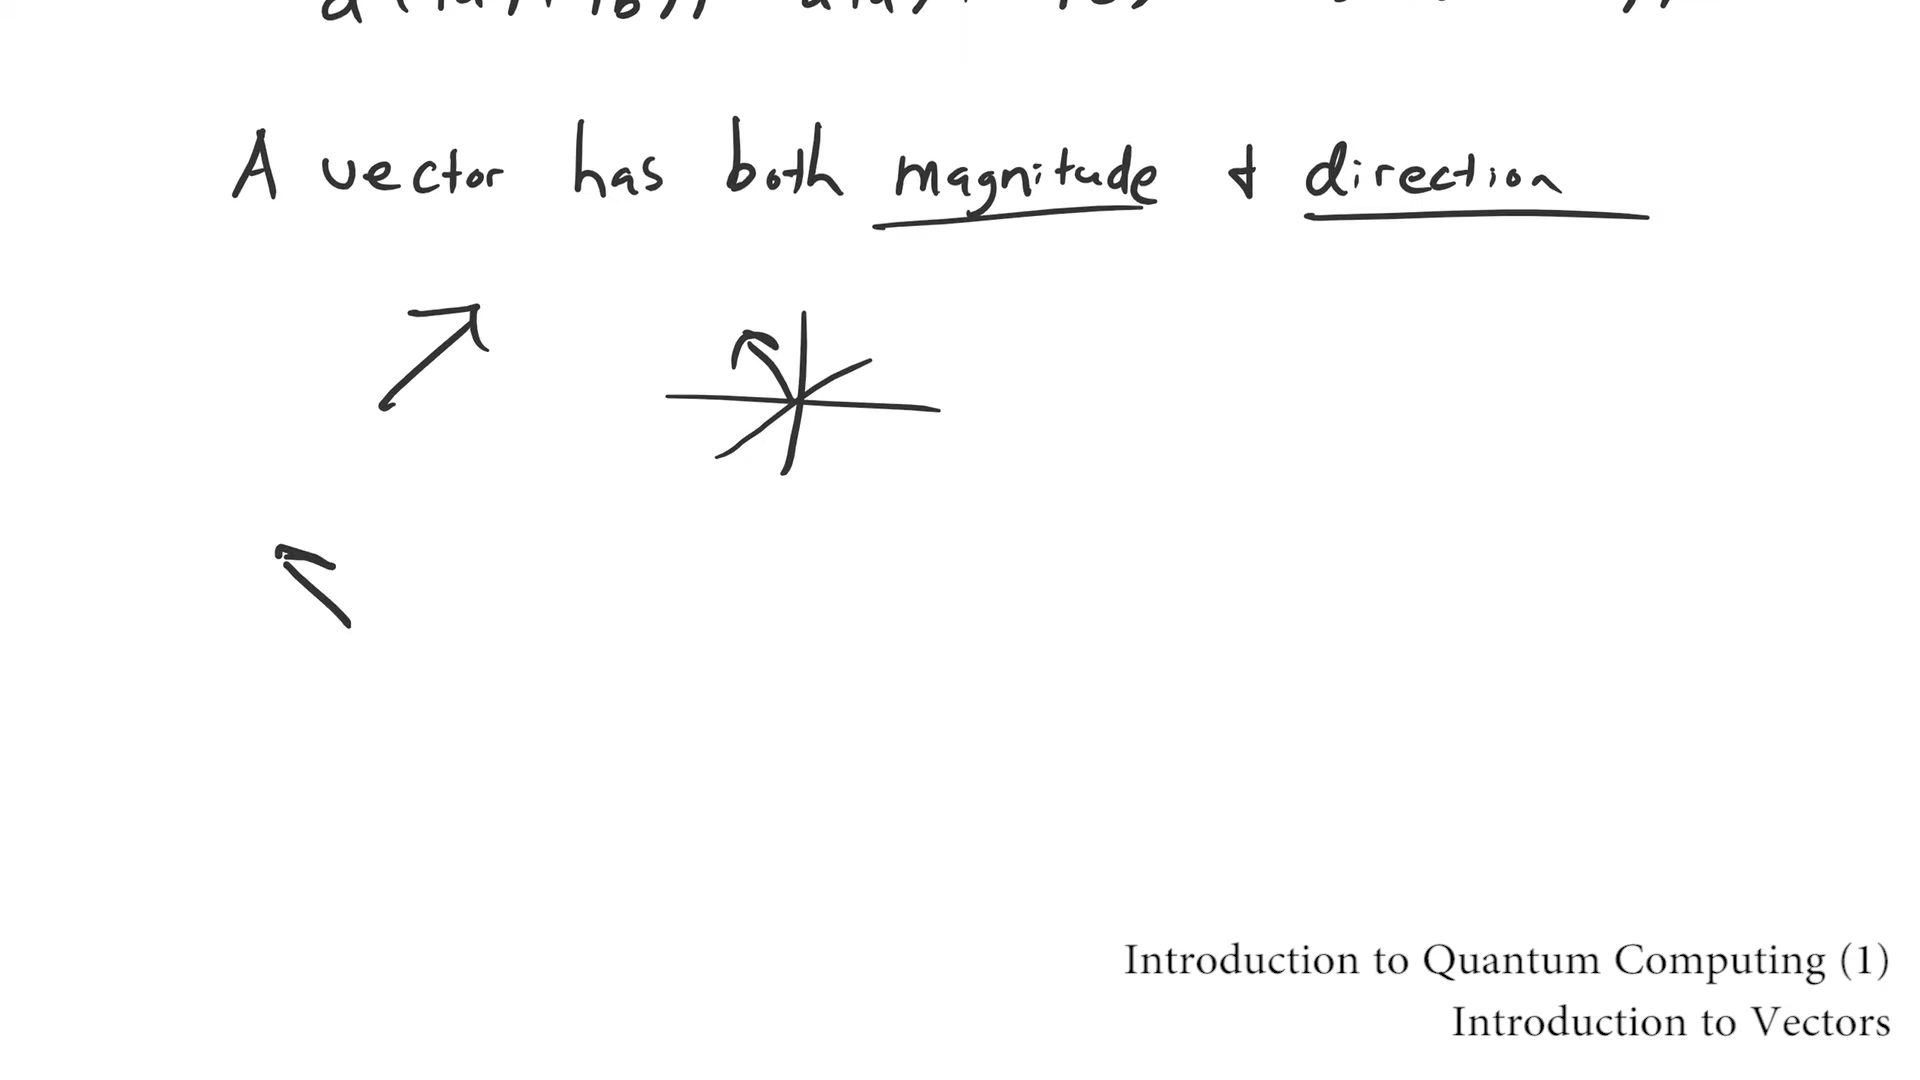 A vector has both magnitude & direction
Introduction to Quantum Computing (1)
Introduction to Vectors